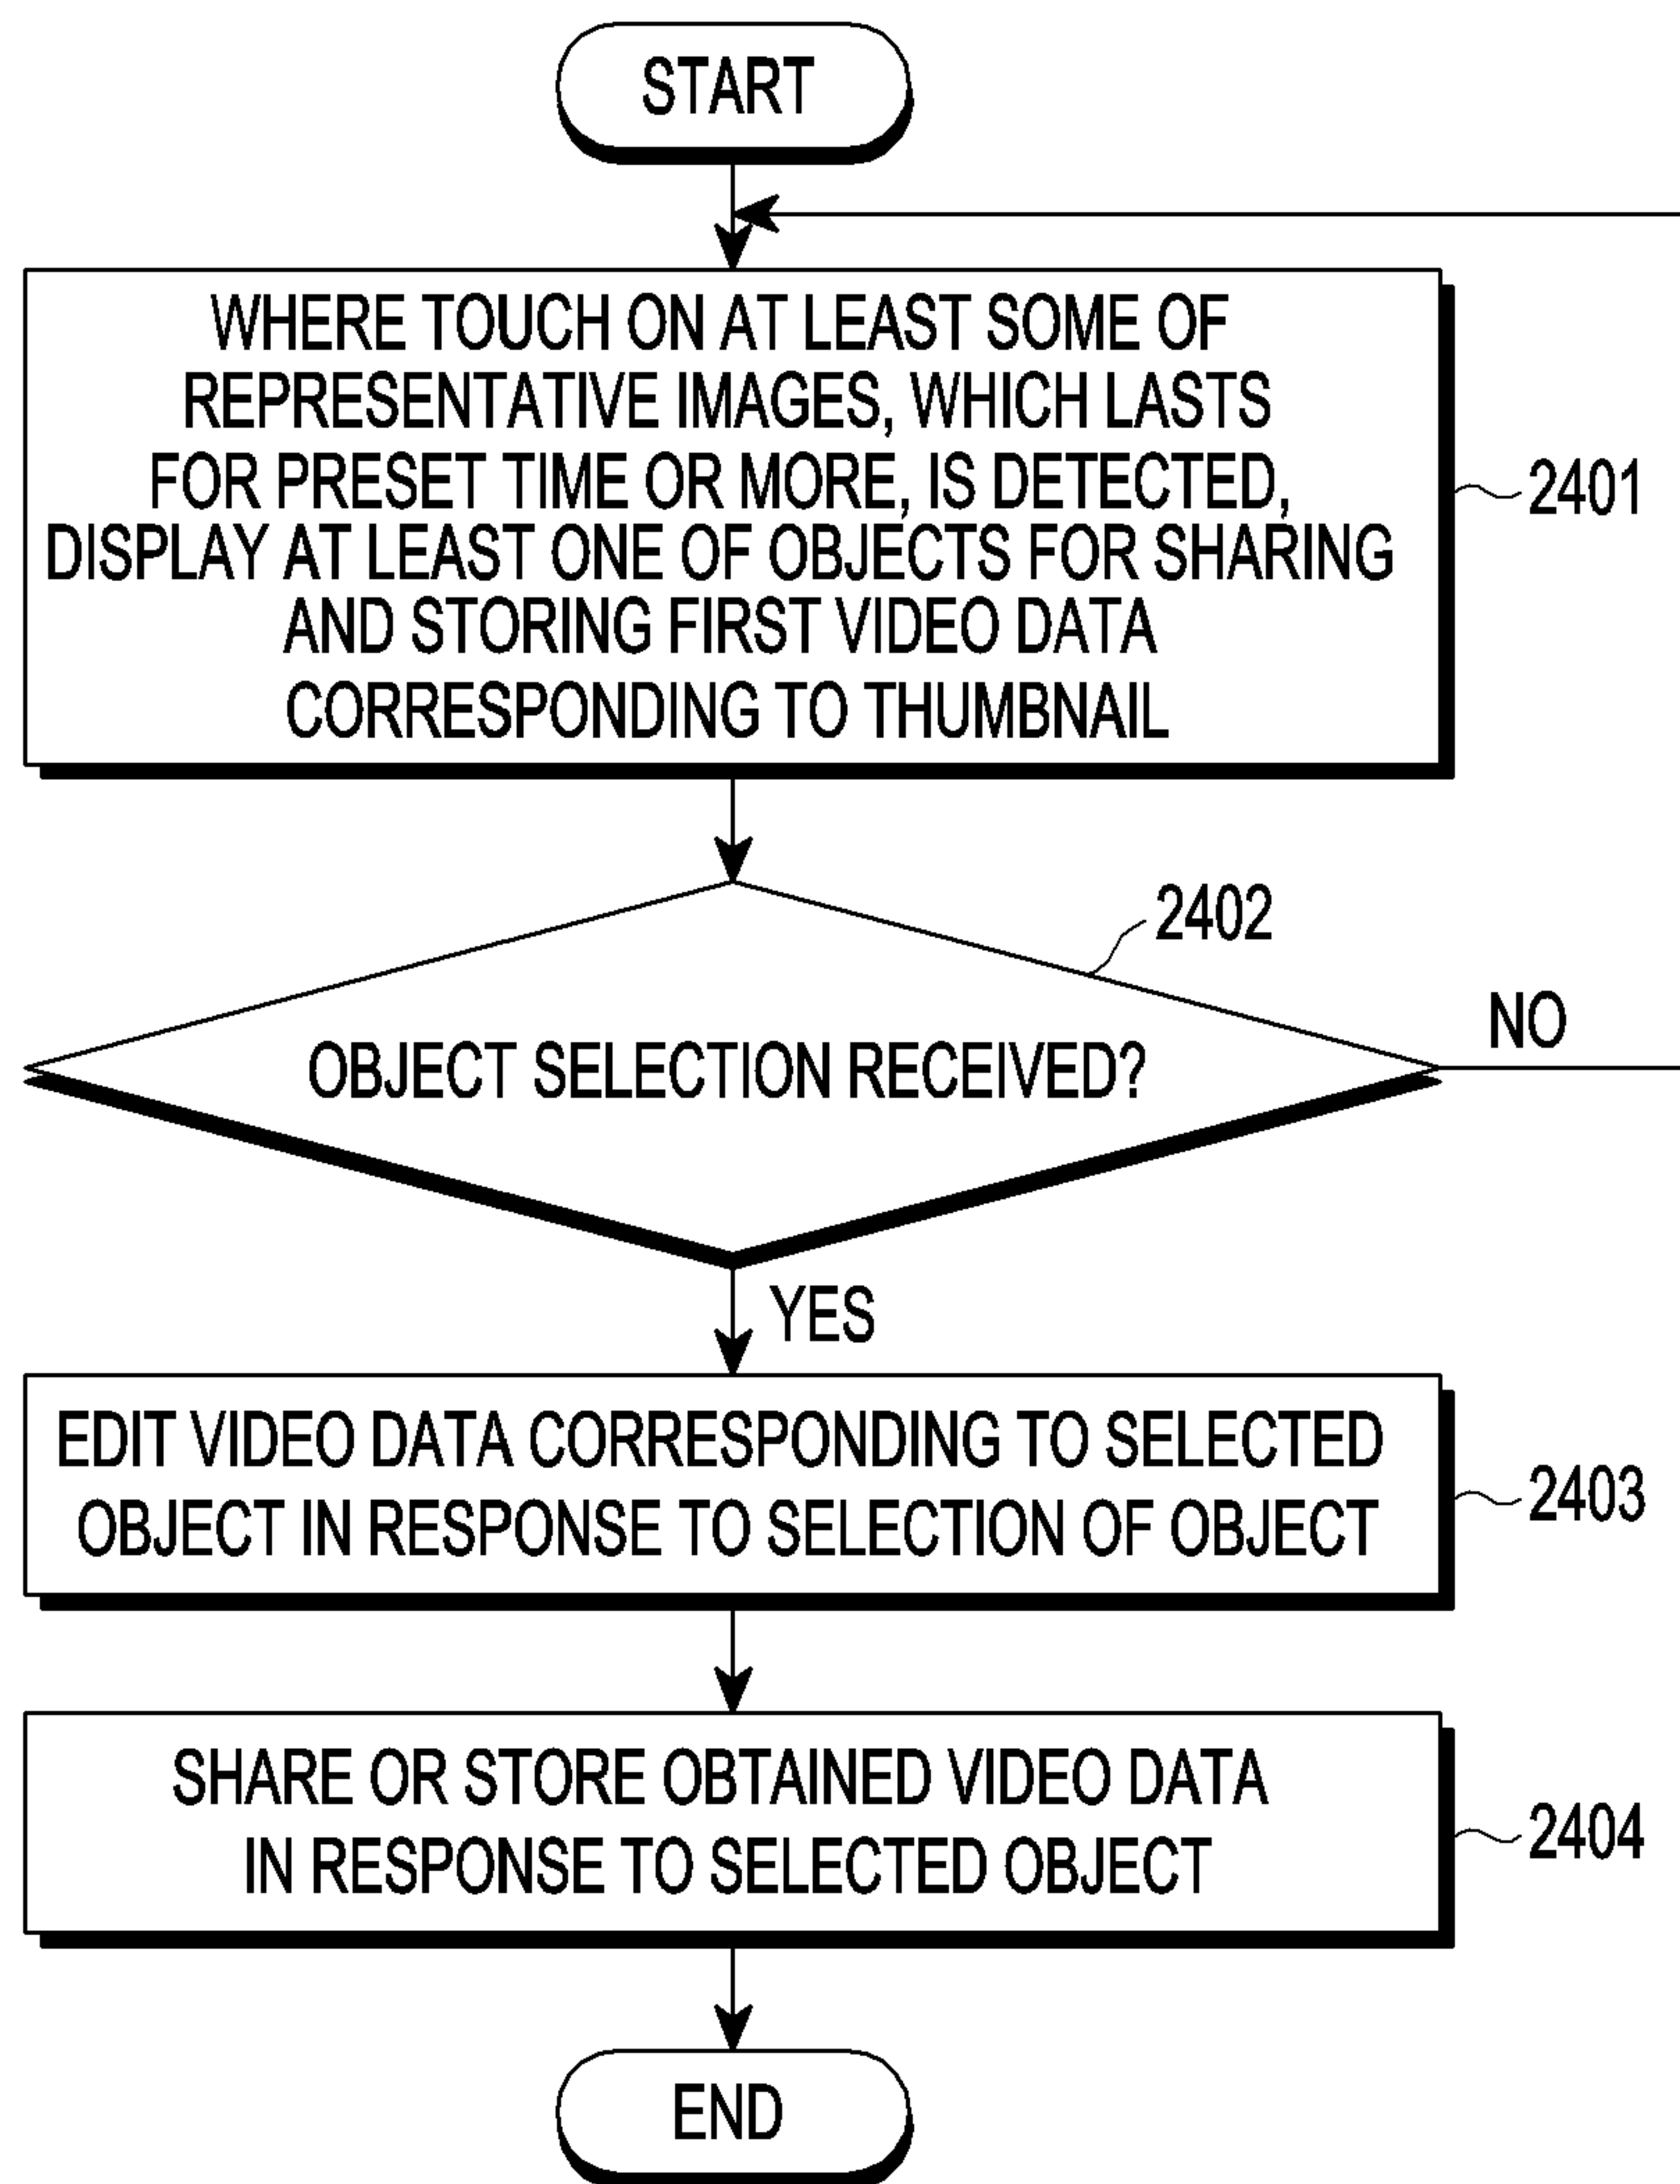 START
WHERE TOUCH ON AT LEAST SOME OF
REPRESENTATIVE IMAGES, WHICH LASTS
FOR PRESET TIME OR MORE, IS DETECTED,
DISPLAY AT LEAST ONE OF OBJECTS FOR SHARING
AND STORING FIRST VIDEO DATA
CORRESPONDING TO THUMBNAIL
2401
2402
OBJECT SELECTION RECEIVED?
NO
YES
EDIT VIDEO DATA CORRESPONDING TO SELECTED
OBJECT IN RESPONSE TO SELECTION OF OBJECT
2403
SHARE OR STORE OBTAINED VIDEO DATA
IN RESPONSE TO SELECTED OBJECT
2404
END